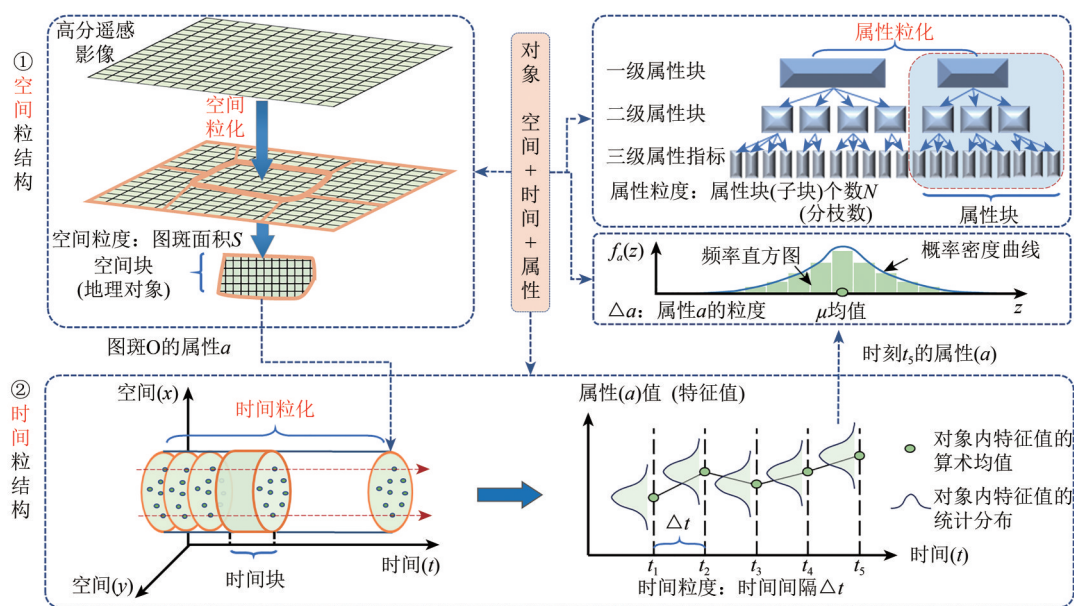 ①
空
间
粒
结
构
高分遥感
影像
空间
粒化
空间粒度：图斑面积S
空间块
(地理对象)
图斑O的属性a
对
象
空
间
+
时
间
+
属
性
属性粒化
一级属性块
二级属性块
三级属性指标
属性粒度：属性块(子块)个数N
(分枝数)
属性块
fₐ(z)
频率直方图
概率密度曲线
z
△a：属性a的粒度
μ均值
时刻t₅的属性(a)
②
时
间
粒
结
构
空间(x)
时间粒化
时间块
时间(t)
空间(y)
属性(a)值 (特征值)
△t
t₁
t₂
t₃
t₄
t₅
时间(t)
时间粒度：时间间隔△t
对象内特征值的
算术均值
对象内特征值的
统计分布